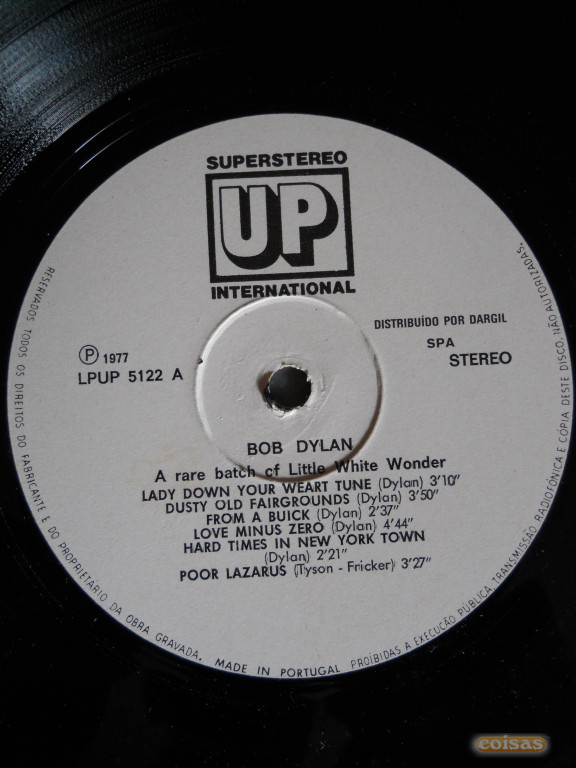 SUPERSTEREO
UP
INTERNATIONAL
DISTRIBUÍDO POR DARGIL
Ⓟ 1977
SPA
LPUP 5122 A
STEREO
BOB DYLAN
A rare batch cf Little White Wonder
LADY DOWN YOUR WEART TUNE (Dylan) 3'10"
DUSTY OLD FAIRGROUNDS (Dylan) 3'50"
FROM A BUICK (Dylan) 2'37"
LOVE MINUS ZERO (Dylan) 4'44"
HARD TIMES IN NEW YORK TOWN
(Dylan) 2'21"
POOR LAZARUS (Tyson - Fricker) 3'27"
RESERVADOS TODOS OS DIREITOS DO FABRICANTE E DO PROPRIETARIO DA OBRA GRAVADA. MADE IN PORTUGAL PROÍBIDAS A EXECUÇÃO PÚBLICA, TRANSMISSÃO RADIOFÓNICA E CÓPIA DESTE DISCO, NÃO AUTORIZADAS.
coisas